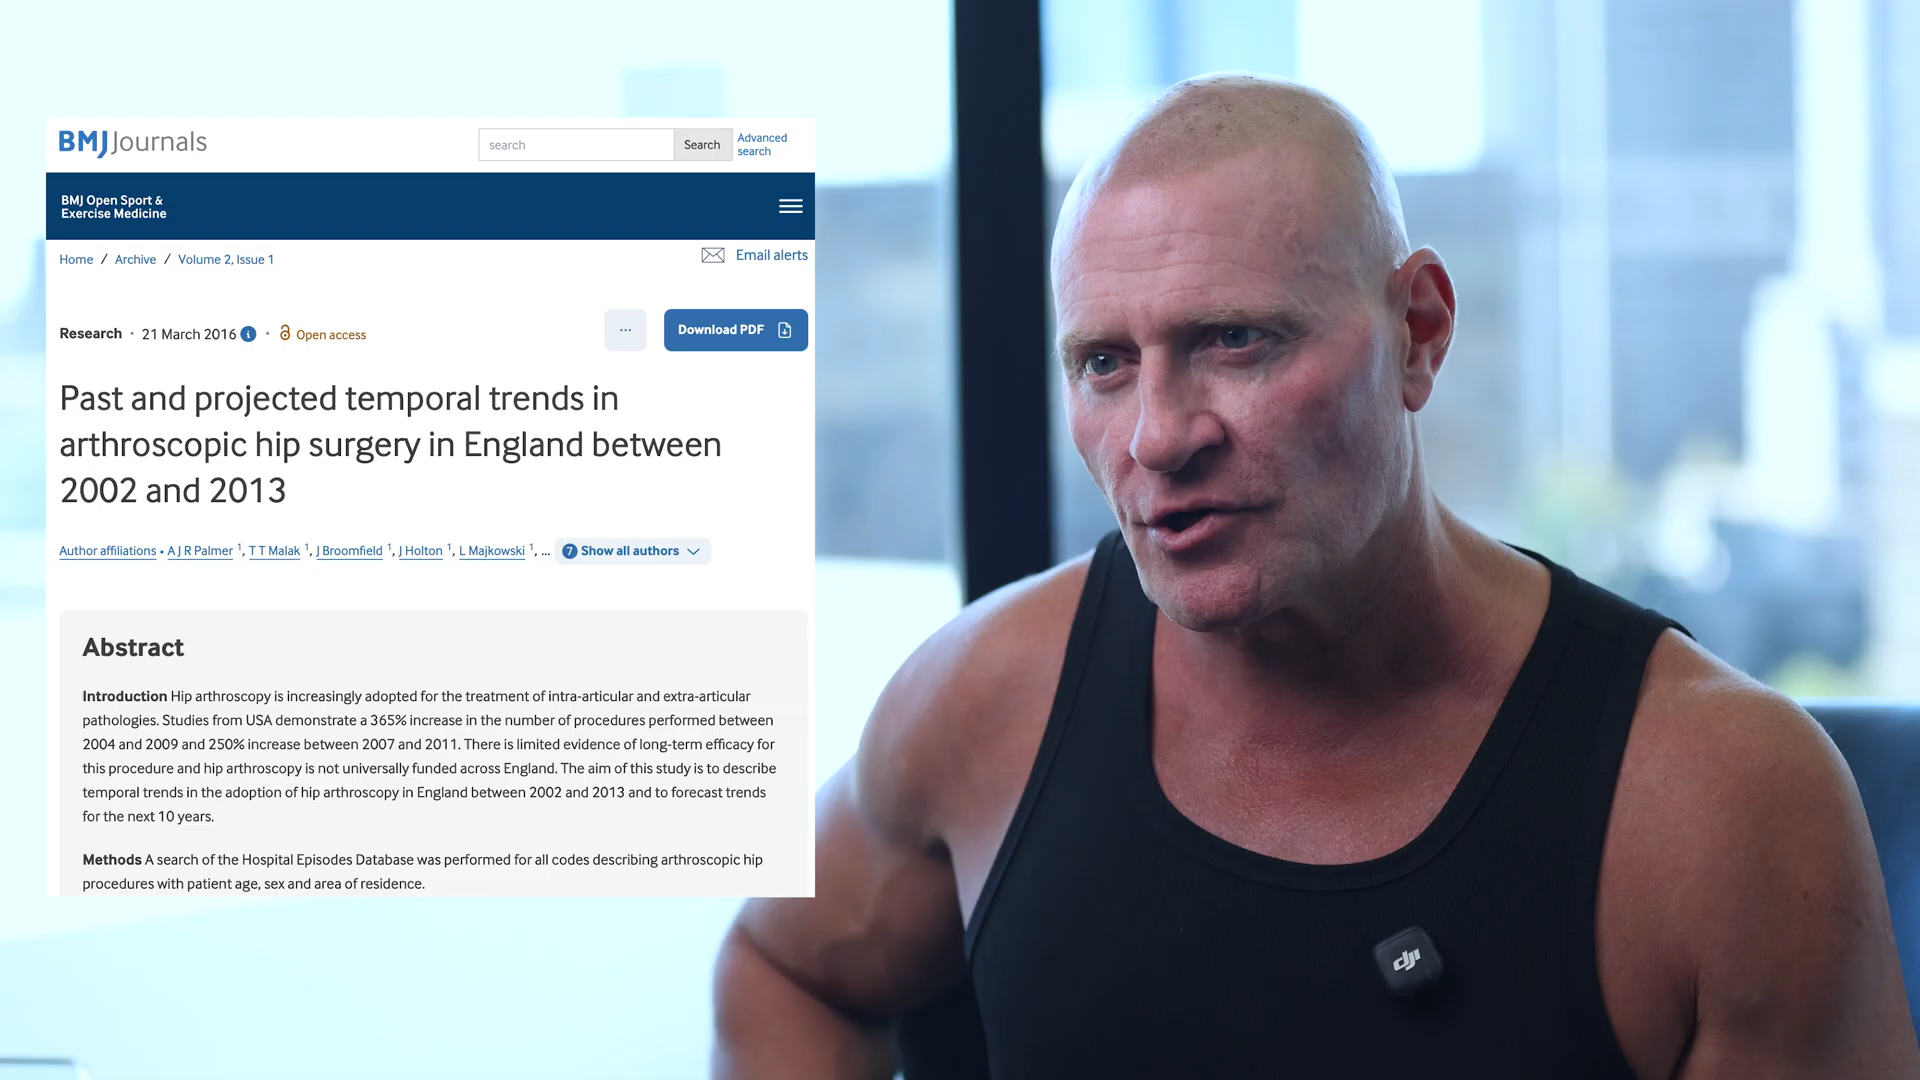 BMJ Journals
search
Search
Advanced
search
BMJ Open Sport &
Exercise Medicine
Home / Archive / Volume 2, Issue 1
Email alerts
Research • 21 March 2016 i • Open access
...
Download PDF
Past and projected temporal trends in
arthroscopic hip surgery in England between
2002 and 2013
Author affiliations • A J R Palmer 1, T T Malak 1, J Broomfield 1, J Holton 1, L Majkowski 1, ... 7 Show all authors
Abstract
Introduction Hip arthroscopy is increasingly adopted for the treatment of intra-articular and extra-articular
pathologies. Studies from USA demonstrate a 365% increase in the number of procedures performed between
2004 and 2009 and 250% increase between 2007 and 2011. There is limited evidence of long-term efficacy for
this procedure and hip arthroscopy is not universally funded across England. The aim of this study is to describe
temporal trends in the adoption of hip arthroscopy in England between 2002 and 2013 and to forecast trends
for the next 10 years.
Methods A search of the Hospital Episodes Database was performed for all codes describing arthroscopic hip
procedures with patient age, sex and area of residence.
dji